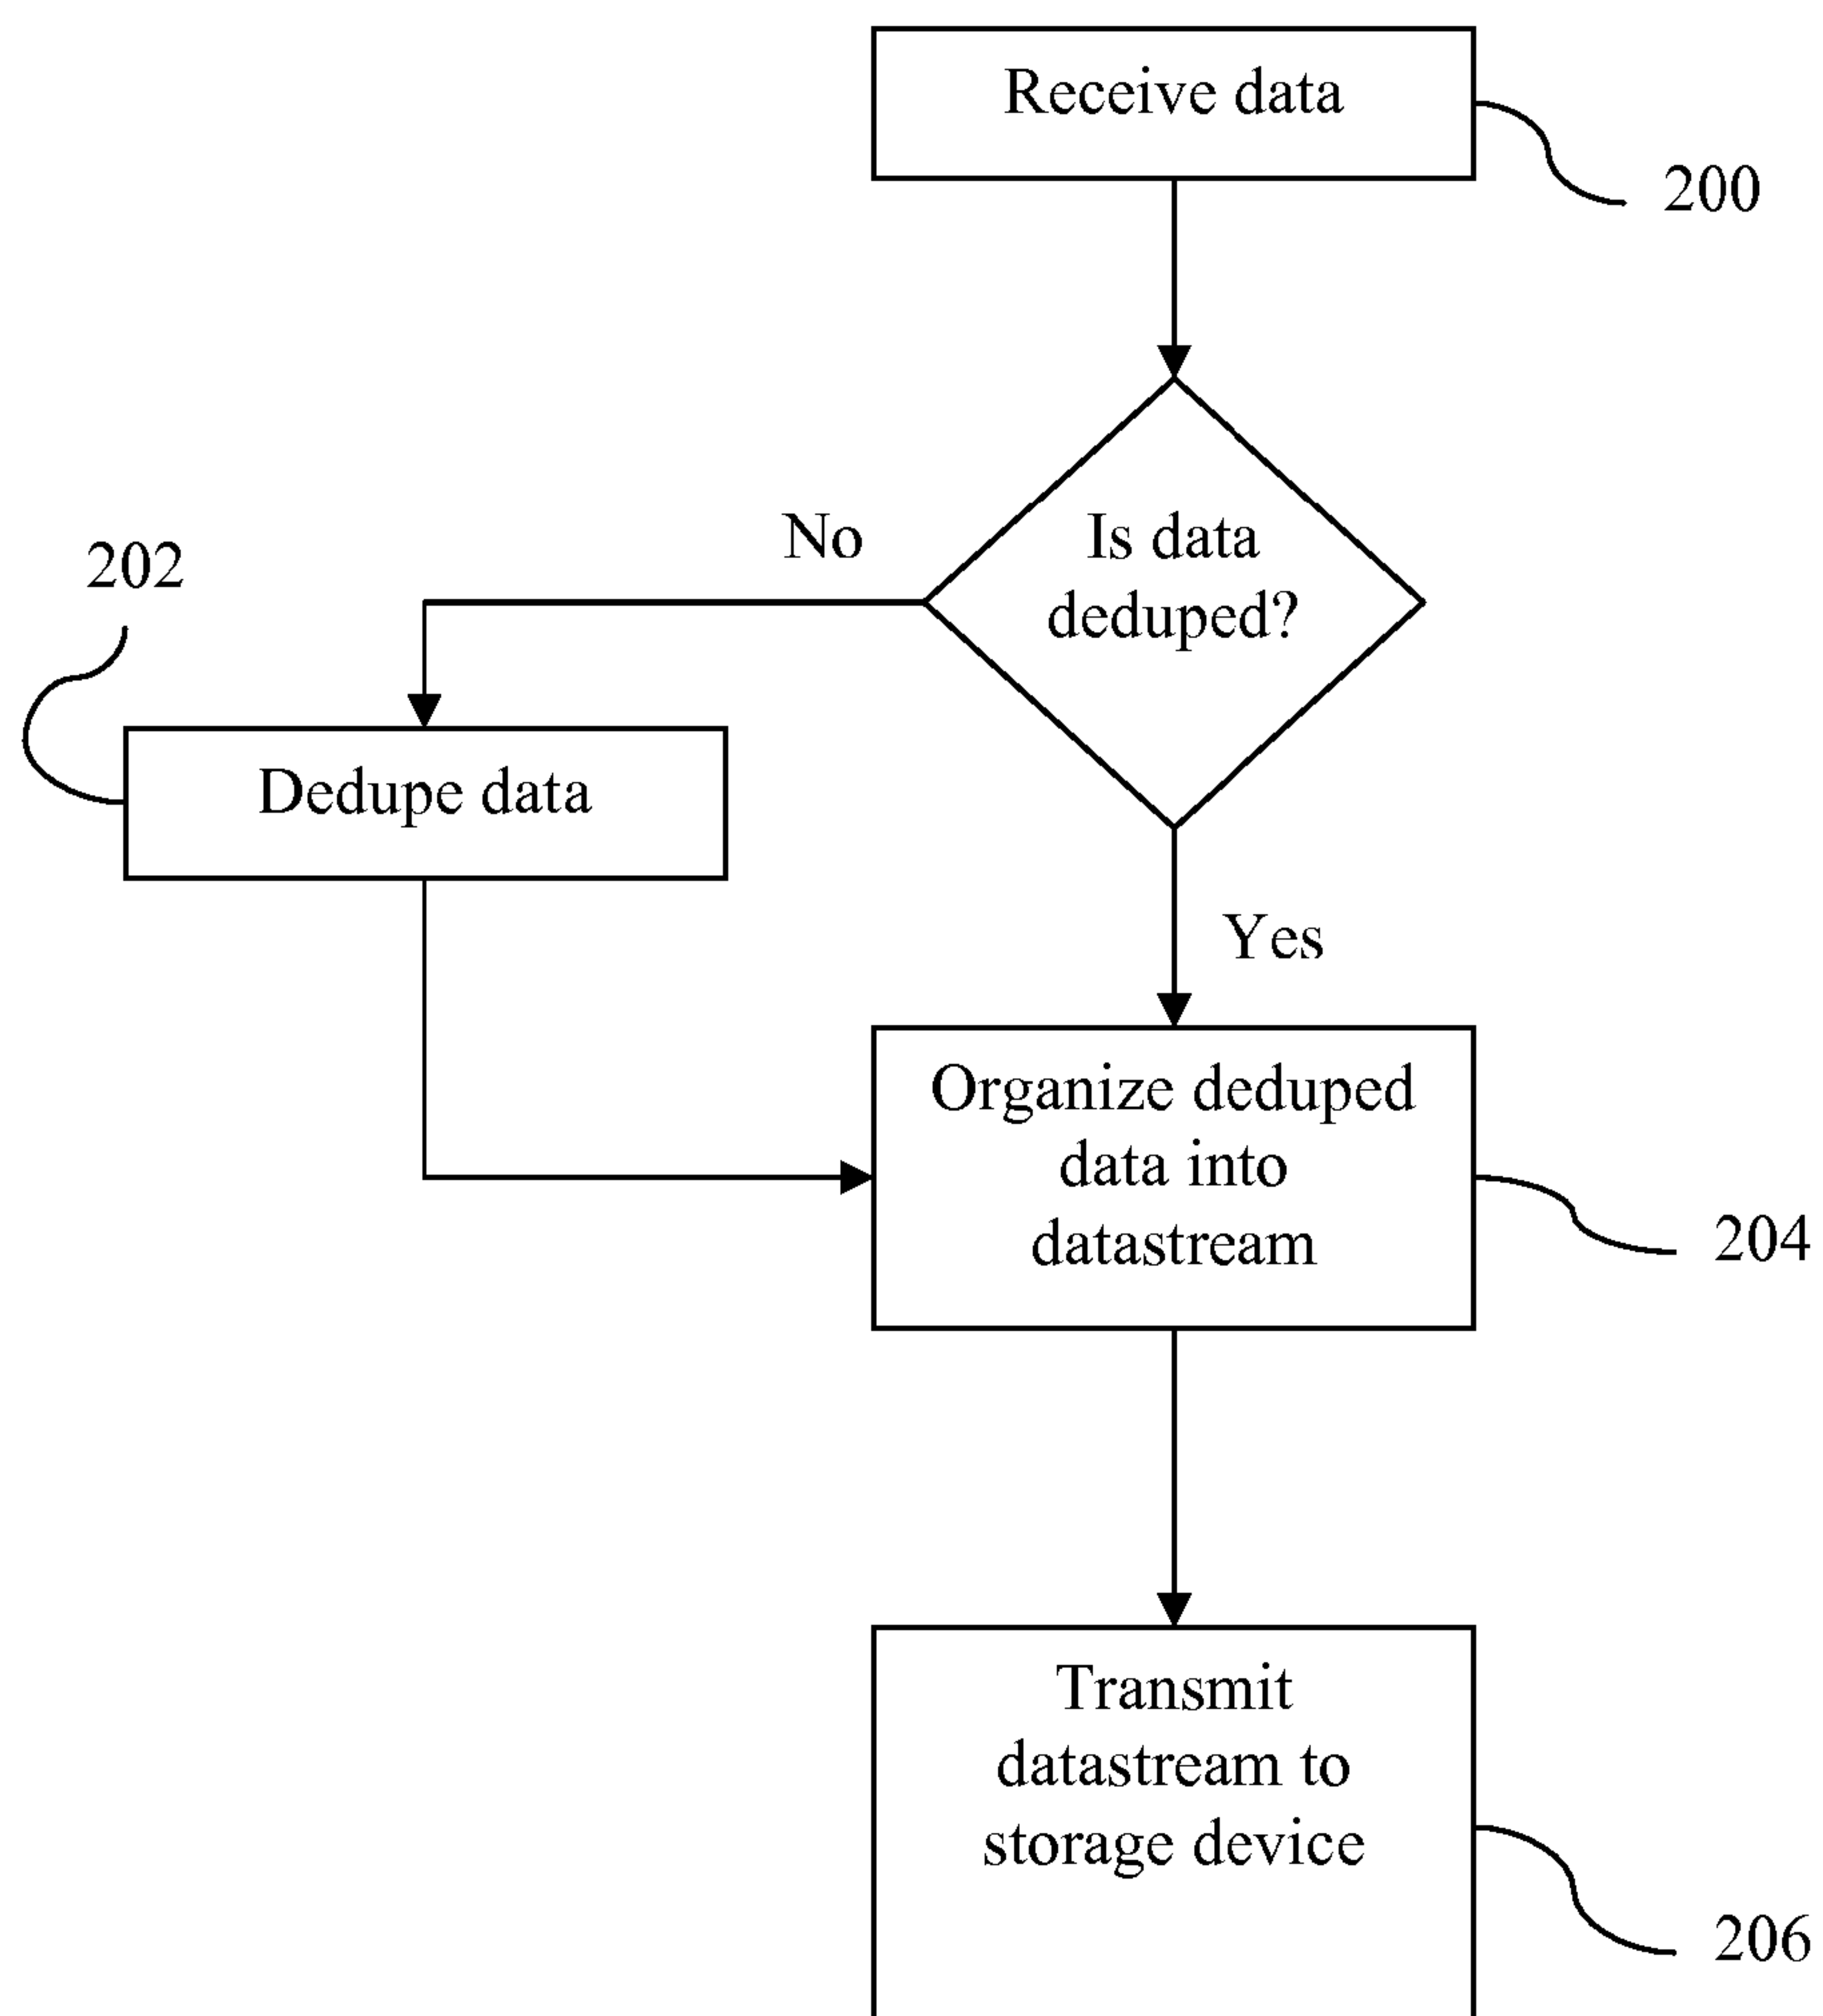 Receive data
200
Is data
deduped?
No
202
Dedupe data
Yes
Organize deduped
data into
datastream
204
Transmit
datastream to
storage device
206